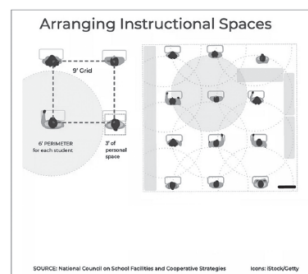 Arranging Instructional Spaces
9' Grid
6' PERIMETER
for each student
3' of
personal
space
SOURCE: National Council on School Facilities and Cooperative Strategies
Icons: iStock/Getty